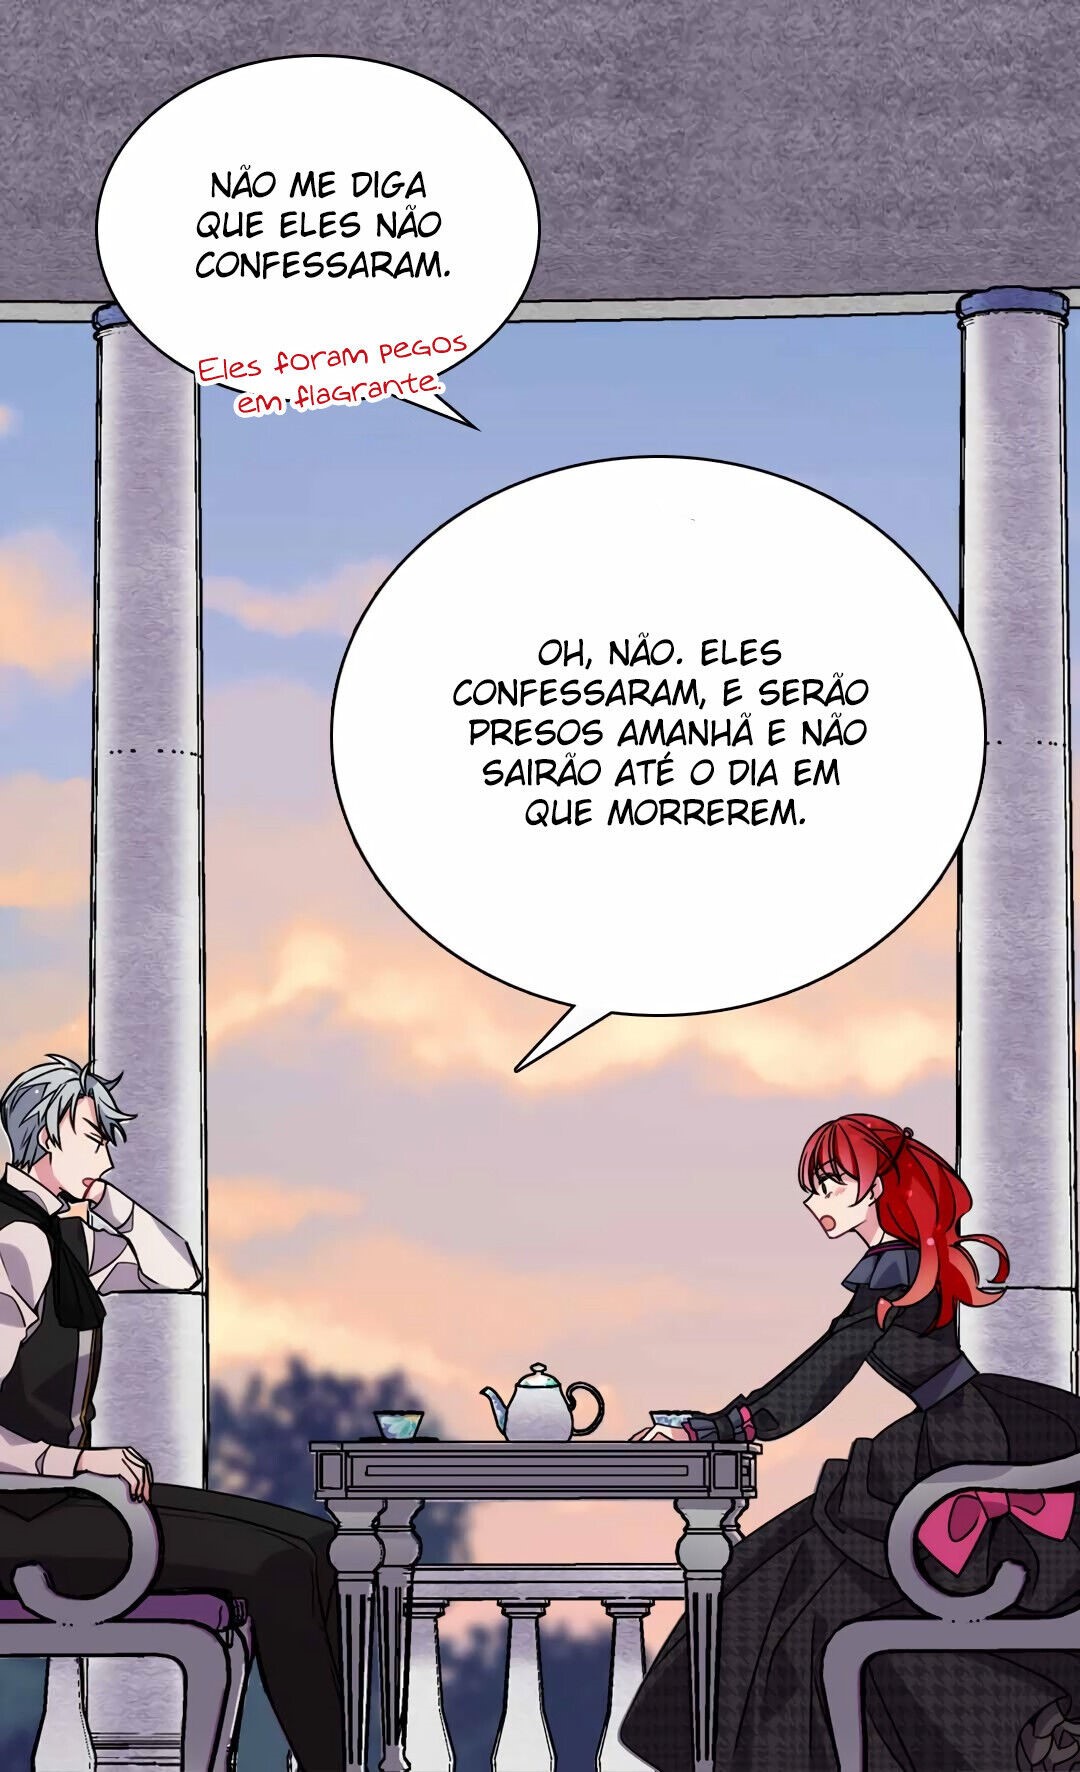 NÃO ME DIGA
QUE ELES NÃO
CONFESSARAM.
Eles foram pegos
em flagrante.
OH, NÃO. ELES
CONFESSARAM, E SERÃO
PRESOS AMANHÃ E NÃO
SAIRÃO ATÉ O DIA EM
QUE MORREREM.